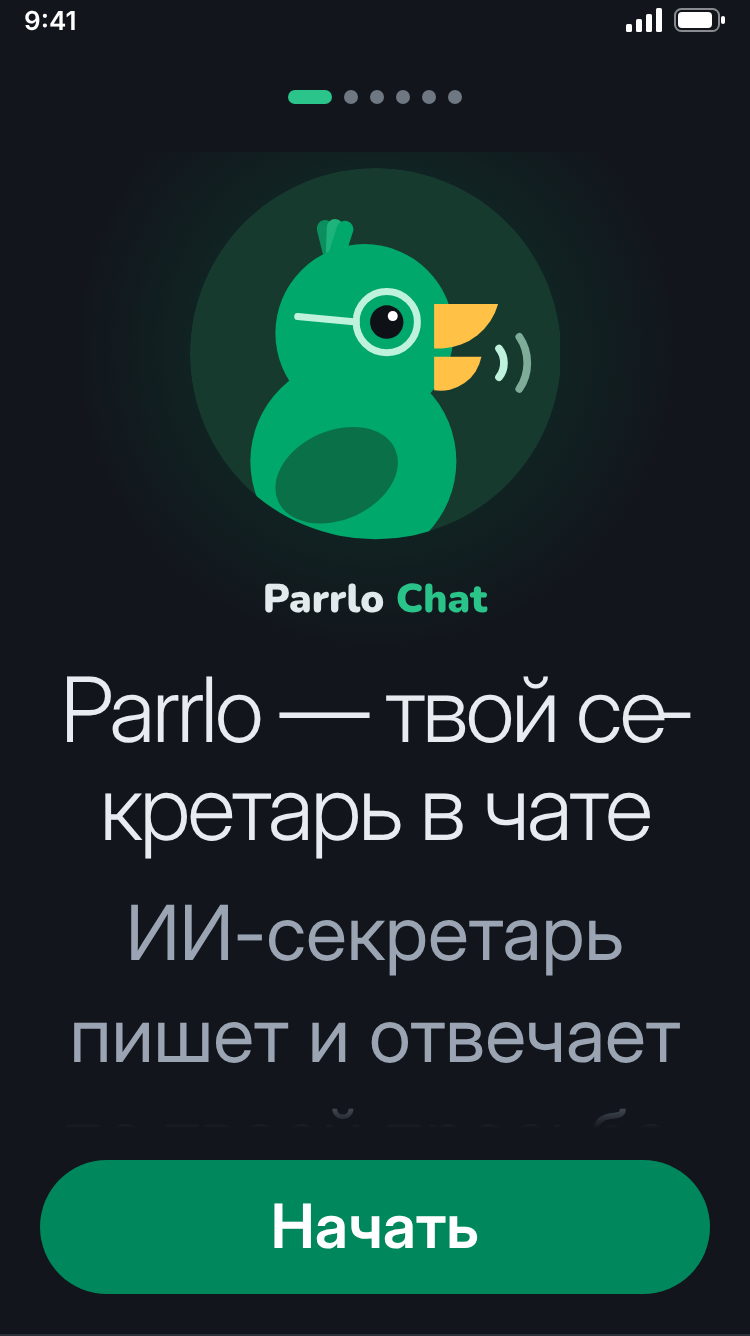 9:41
Parrlo Chat
Parrlo — твой се-
кретарь в чате
ИИ-секретарь
пишет и отвечает
Начать